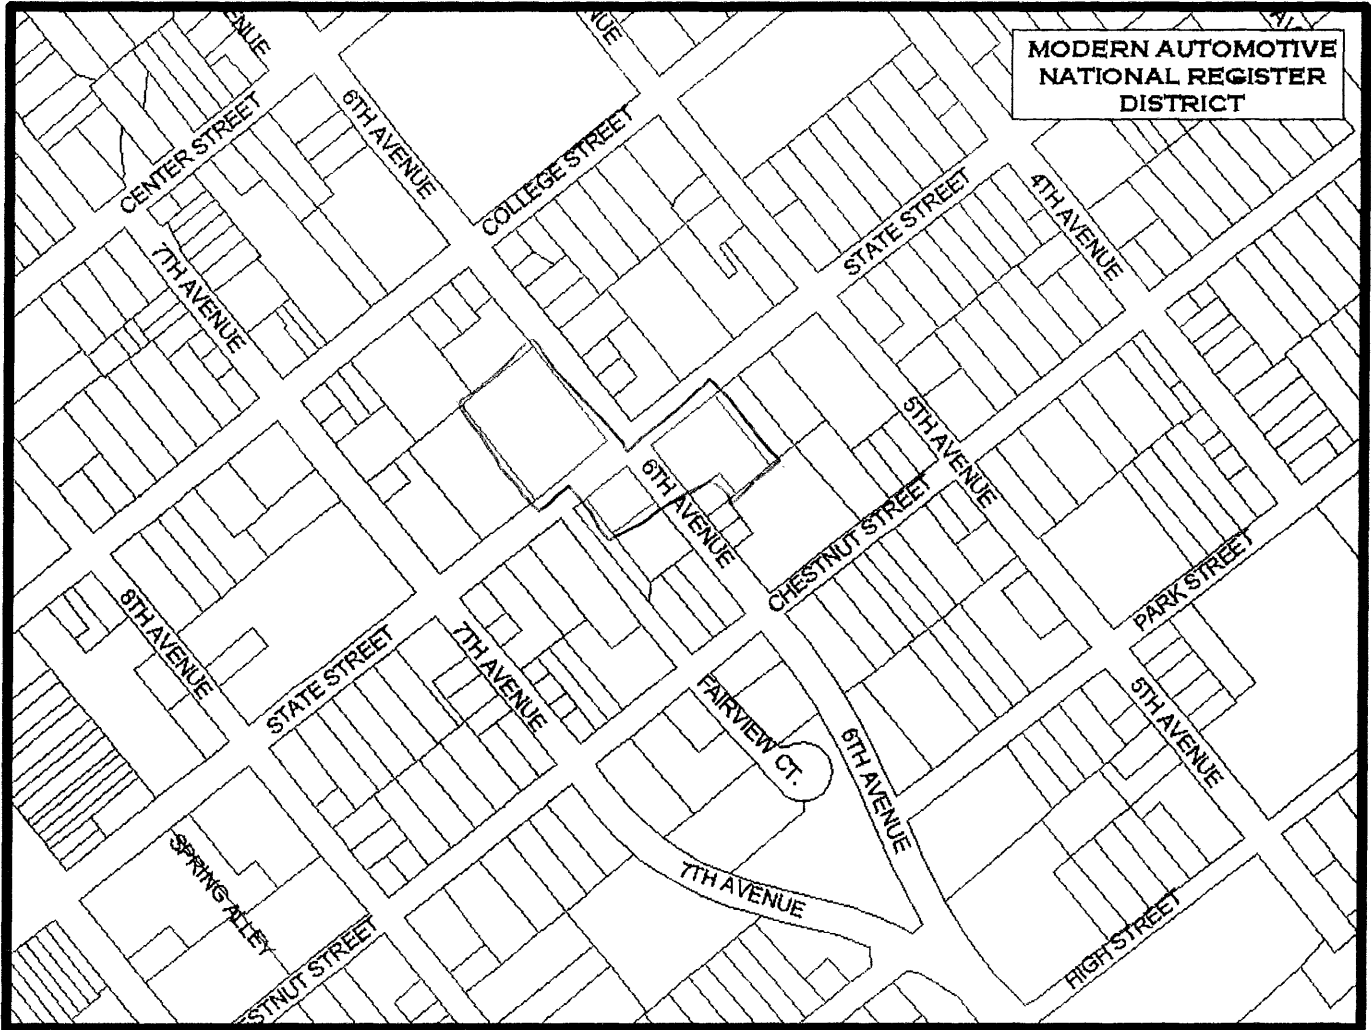 MODERN AUTOMOTIVE
NATIONAL REGISTER
DISTRICT
CENTER STREET
6TH AVENUE
COLLEGE STREET
STATE STREET
4TH AVENUE
7TH AVENUE
5TH AVENUE
6TH AVENUE
CHESTNUT STREET
PARK STREET
8TH AVENUE
STATE STREET
7TH AVENUE
FAIRVIEW CT.
6TH AVENUE
5TH AVENUE
SPRING ALLEY
7TH AVENUE
HIGH STREET
ESTNUT STREET